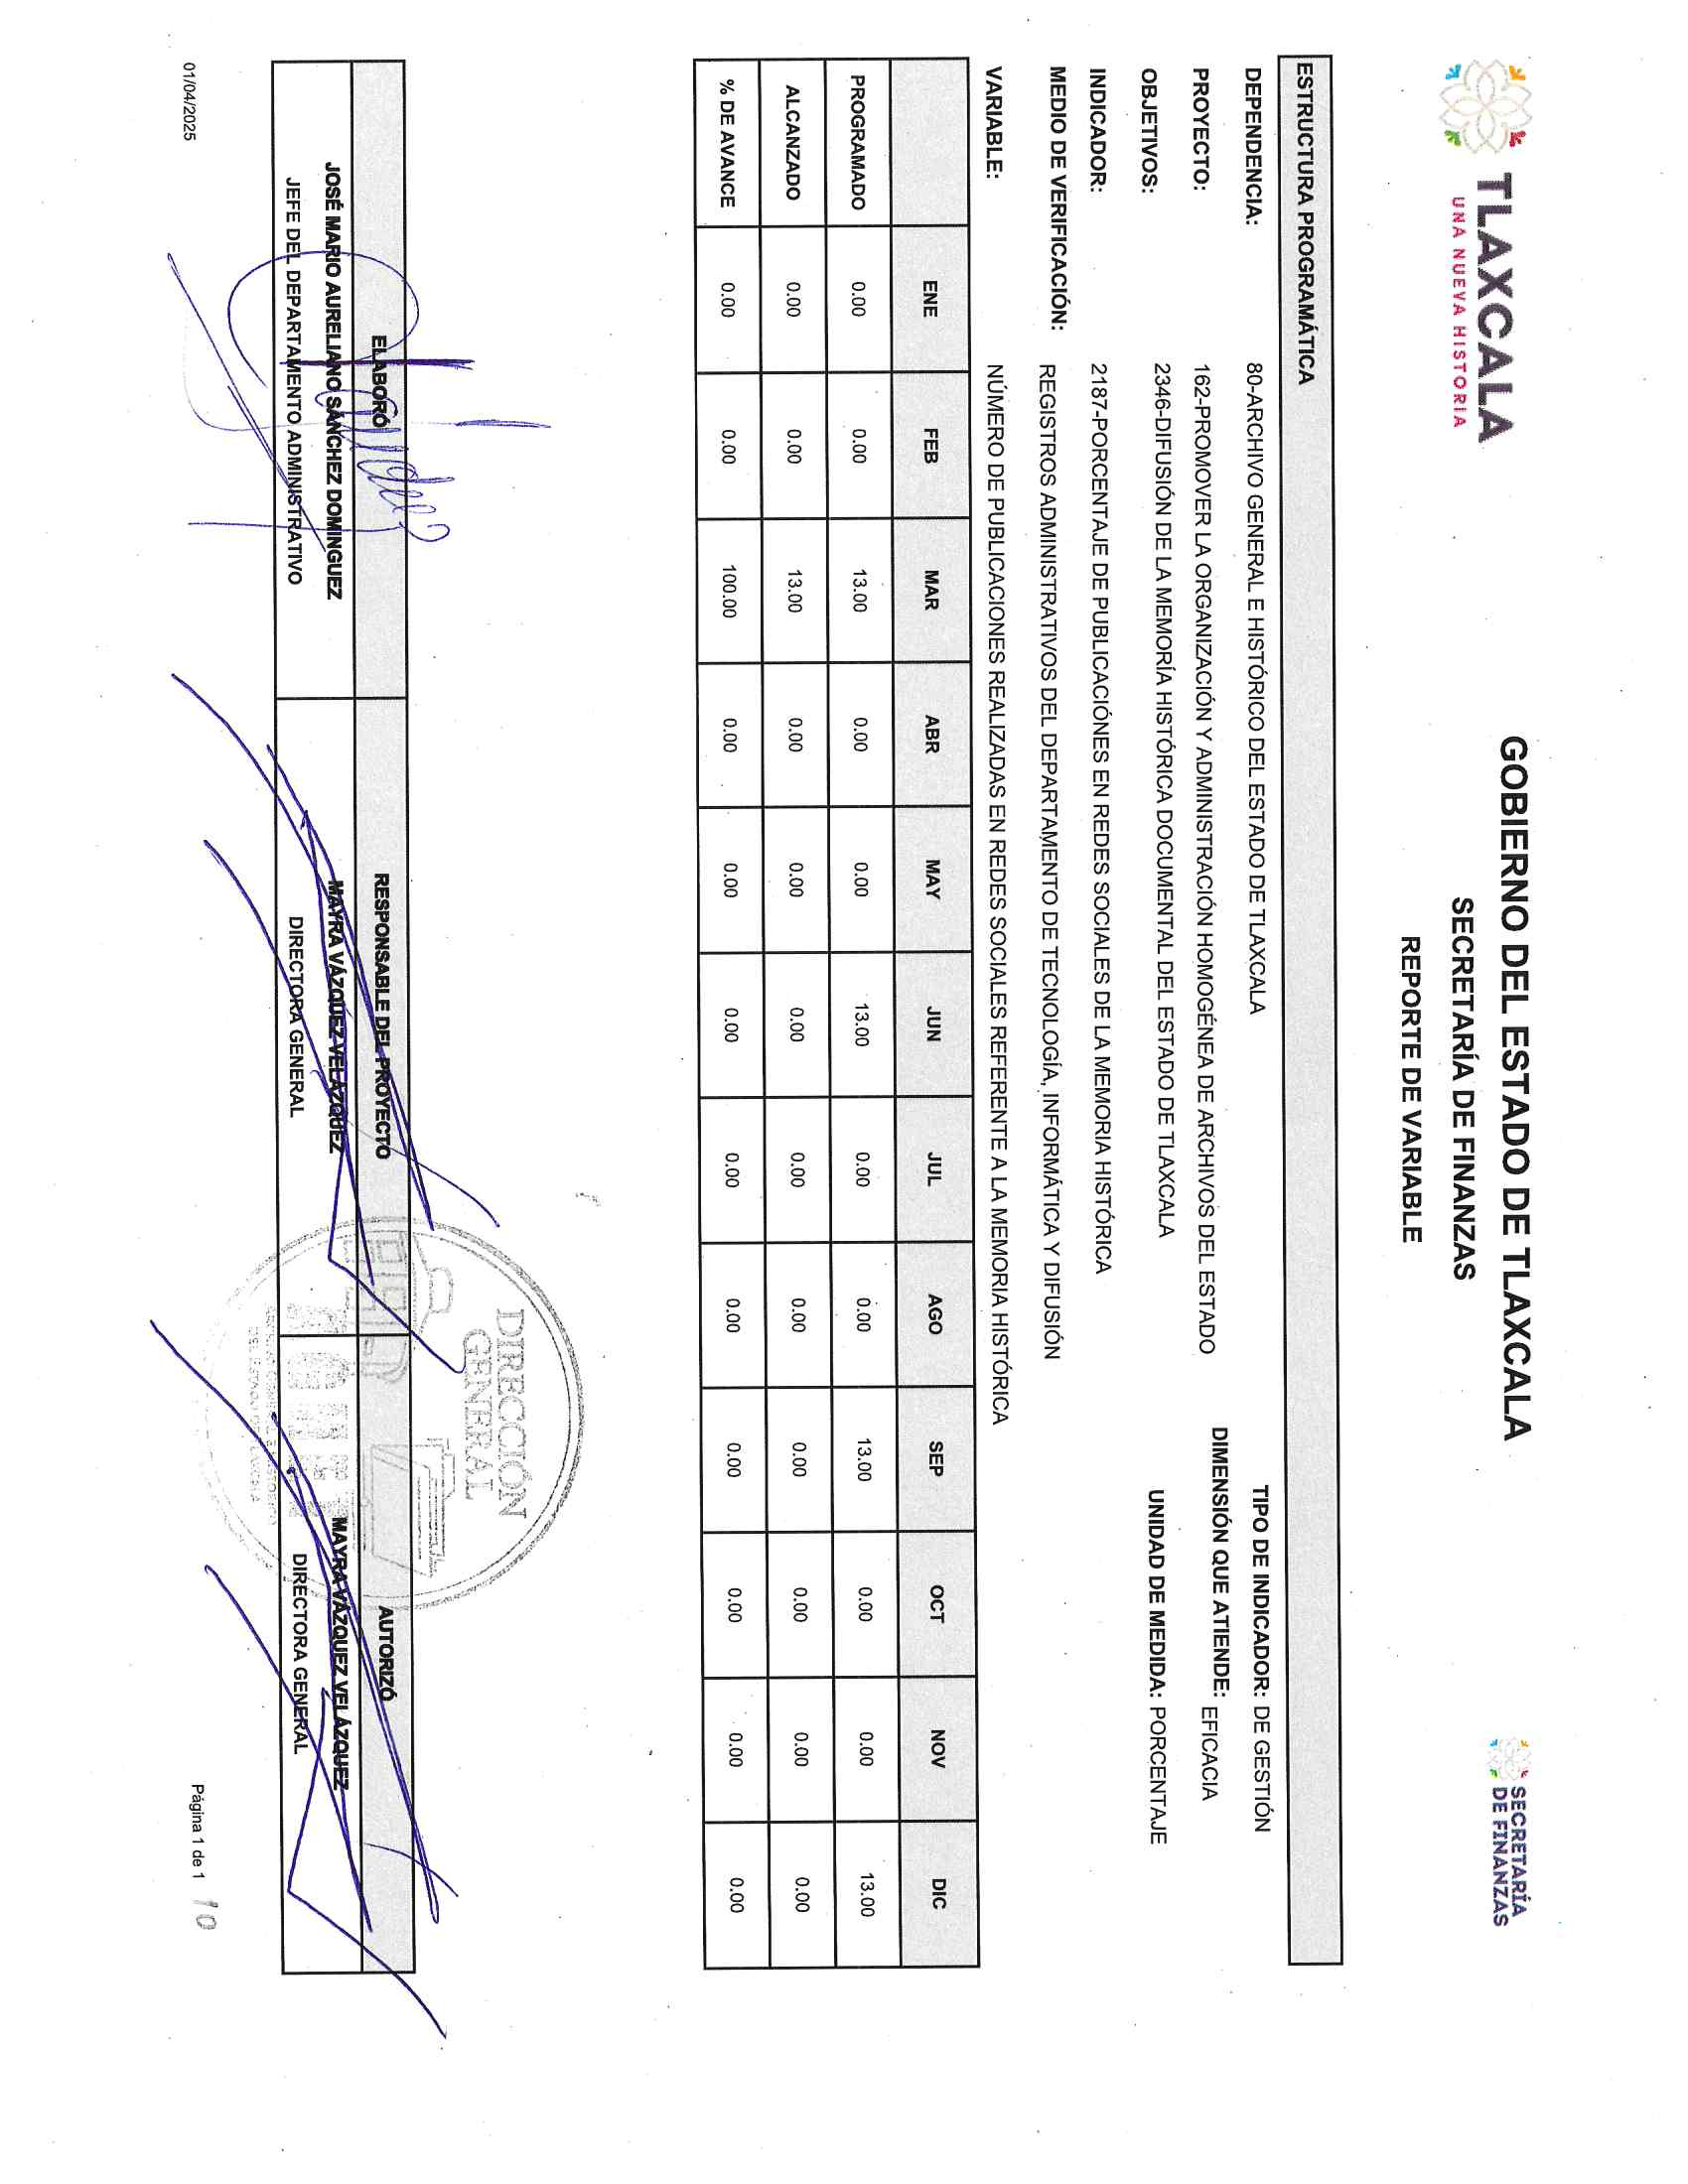 TLAXCALA
UNA NUEVA HISTORIA
GOBIERNO DEL ESTADO DE TLAXCALA
SECRETARÍA DE FINANZAS
REPORTE DE VARIABLE
SECRETARÍA
DE FINANZAS
ESTRUCTURA PROGRAMÁTICA
DEPENDENCIA: 80-ARCHIVO GENERAL E HISTÓRICO DEL ESTADO DE TLAXCALA TIPO DE INDICADOR: DE GESTIÓN
PROYECTO: 162-PROMOVER LA ORGANIZACIÓN Y ADMINISTRACIÓN HOMOGÉNEA DE ARCHIVOS DEL ESTADO DIMENSIÓN QUE ATIENDE: EFICACIA
OBJETIVOS: 2346-DIFUSIÓN DE LA MEMORÍA HISTÓRICA DOCUMENTAL DEL ESTADO DE TLAXCALA UNIDAD DE MEDIDA: PORCENTAJE
INDICADOR: 2187-PORCENTAJE DE PUBLICACIÓNES EN REDES SOCIALES DE LA MEMORIA HISTÓRICA
MEDIO DE VERIFICACIÓN: REGISTROS ADMINISTRATIVOS DEL DEPARTAMENTO DE TECNOLOGÍA, INFORMÁTICA Y DIFUSIÓN
VARIABLE: NÚMERO DE PUBLICACIONES REALIZADAS EN REDES SOCIALES REFERENTE A LA MEMORIA HISTÓRICA
ENE FEB MAR ABR MAY JUN JUL AGO SEP OCT NOV DIC
PROGRAMADO 0.00 0.00 13.00 0.00 0.00 13.00 0.00 0.00 13.00 0.00 0.00 13.00
ALCANZADO 0.00 0.00 13.00 0.00 0.00 0.00 0.00 0.00 0.00 0.00 0.00 0.00
% DE AVANCE 0.00 0.00 100.00 0.00 0.00 0.00 0.00 0.00 0.00 0.00 0.00 0.00
DIRECCIÓN
GENERAL
ELABORÓ RESPONSABLE DEL PROYECTO AUTORIZÓ
JOSÉ MARIO AURELIANO SÁNCHEZ DOMINGUEZ MAYRA VÁZQUEZ VELÁZQUEZ MAYRA VÁZQUEZ VELÁZQUEZ
JEFE DEL DEPARTAMENTO ADMINISTRATIVO DIRECTORA GENERAL DIRECTORA GENERAL
01/04/2025 Página 1 de 1 10